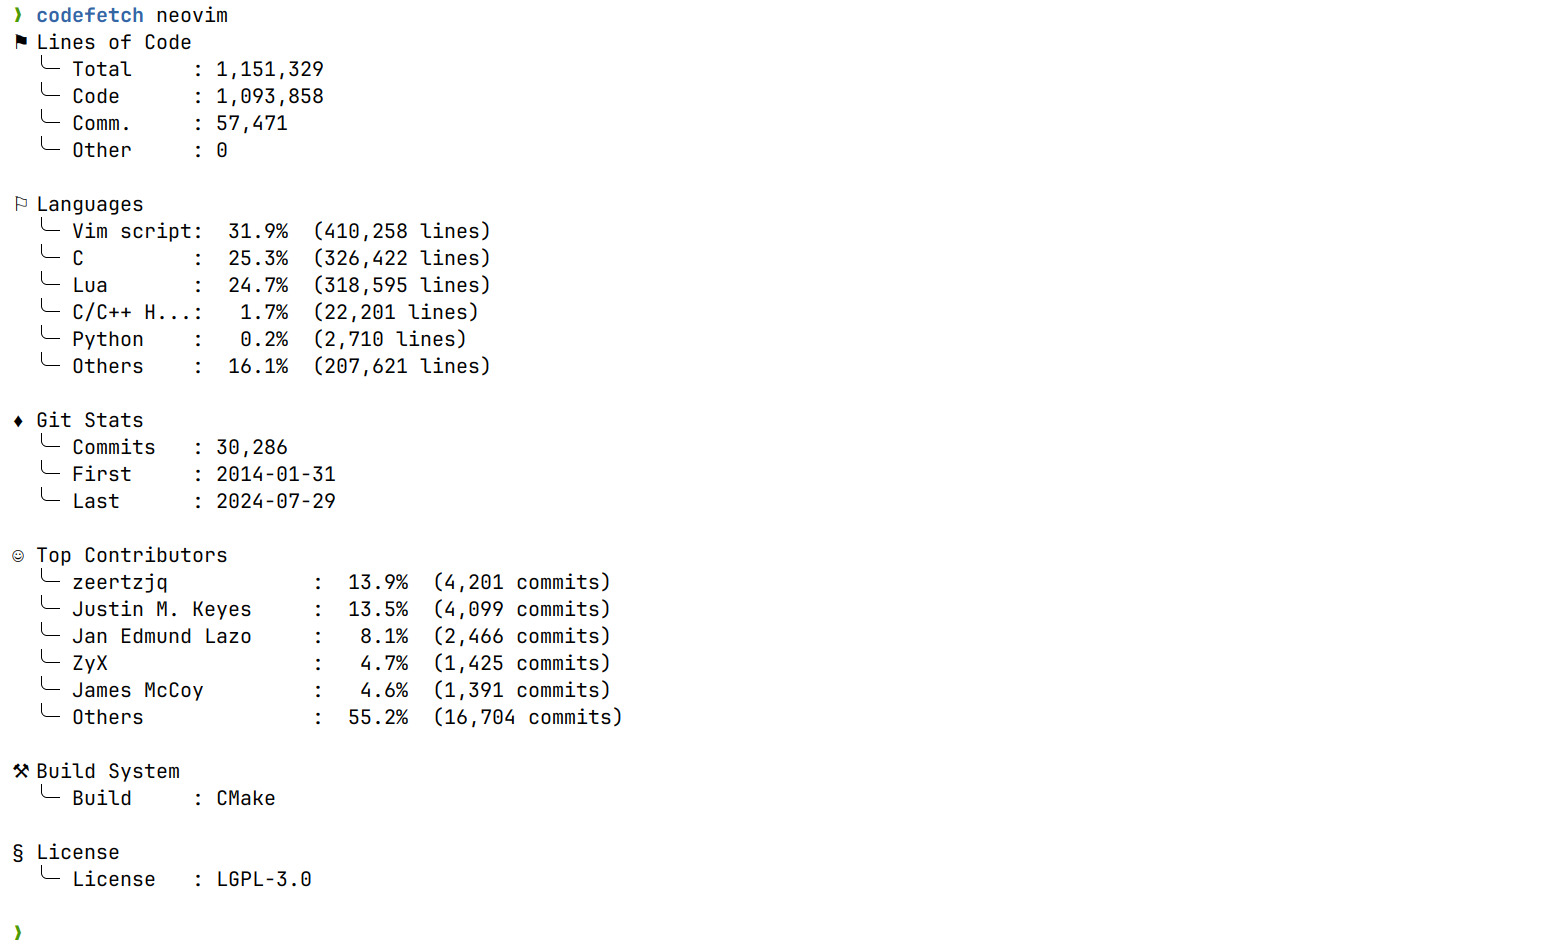 ❱ codefetch neovim
⚑ Lines of Code
╰─ Total     : 1,151,329
╰─ Code      : 1,093,858
╰─ Comm.     : 57,471
╰─ Other     : 0
⚐ Languages
╰─ Vim script:  31.9%  (410,258 lines)
╰─ C         :  25.3%  (326,422 lines)
╰─ Lua       :  24.7%  (318,595 lines)
╰─ C/C++ H...:   1.7%  (22,201 lines)
╰─ Python    :   0.2%  (2,710 lines)
╰─ Others    :  16.1%  (207,621 lines)
♦ Git Stats
╰─ Commits   : 30,286
╰─ First     : 2014-01-31
╰─ Last      : 2024-07-29
☺ Top Contributors
╰─ zeertzjq            :  13.9%  (4,201 commits)
╰─ Justin M. Keyes     :  13.5%  (4,099 commits)
╰─ Jan Edmund Lazo     :   8.1%  (2,466 commits)
╰─ ZyX                 :   4.7%  (1,425 commits)
╰─ James McCoy         :   4.6%  (1,391 commits)
╰─ Others              :  55.2%  (16,704 commits)
⚒ Build System
╰─ Build     : CMake
§ License
╰─ License   : LGPL-3.0
❱